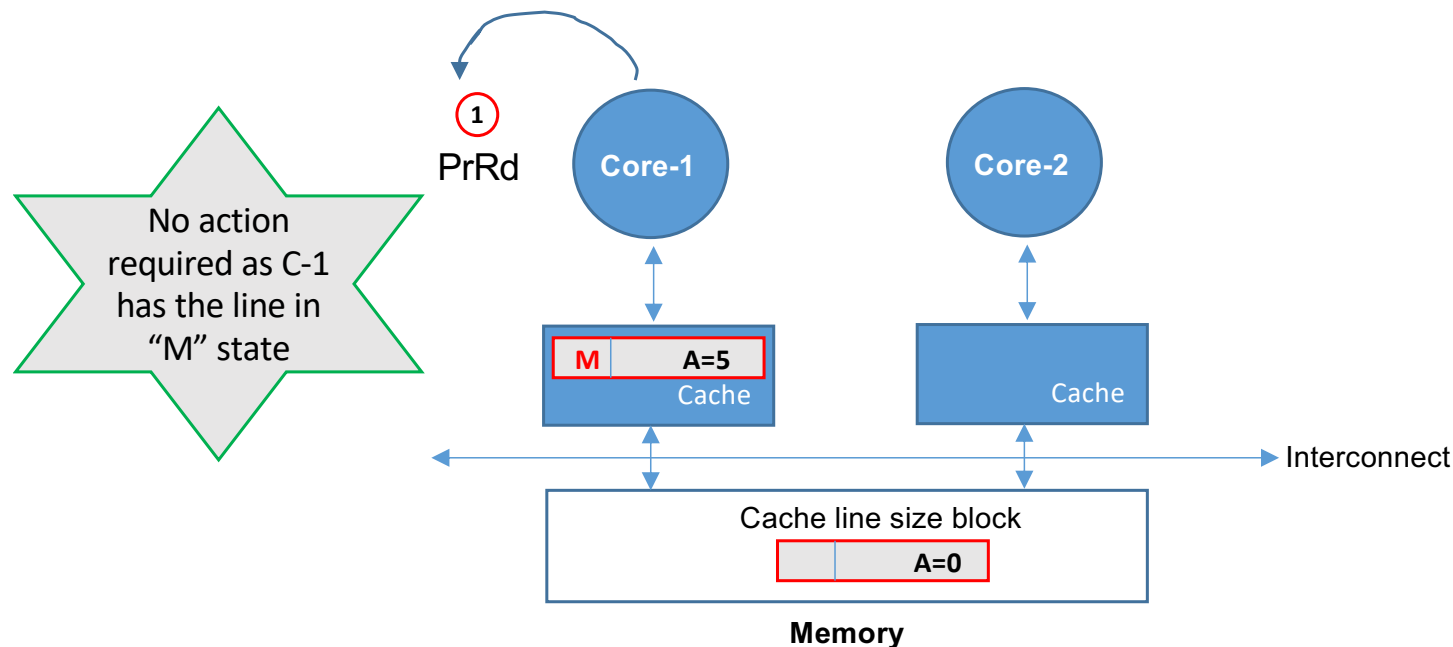 1
PrRd
Core-1
Core-2
No action
required as C-1
has the line in
“M” state
M
A=5
Cache
Cache
Interconnect
Cache line size block
A=0
Memory